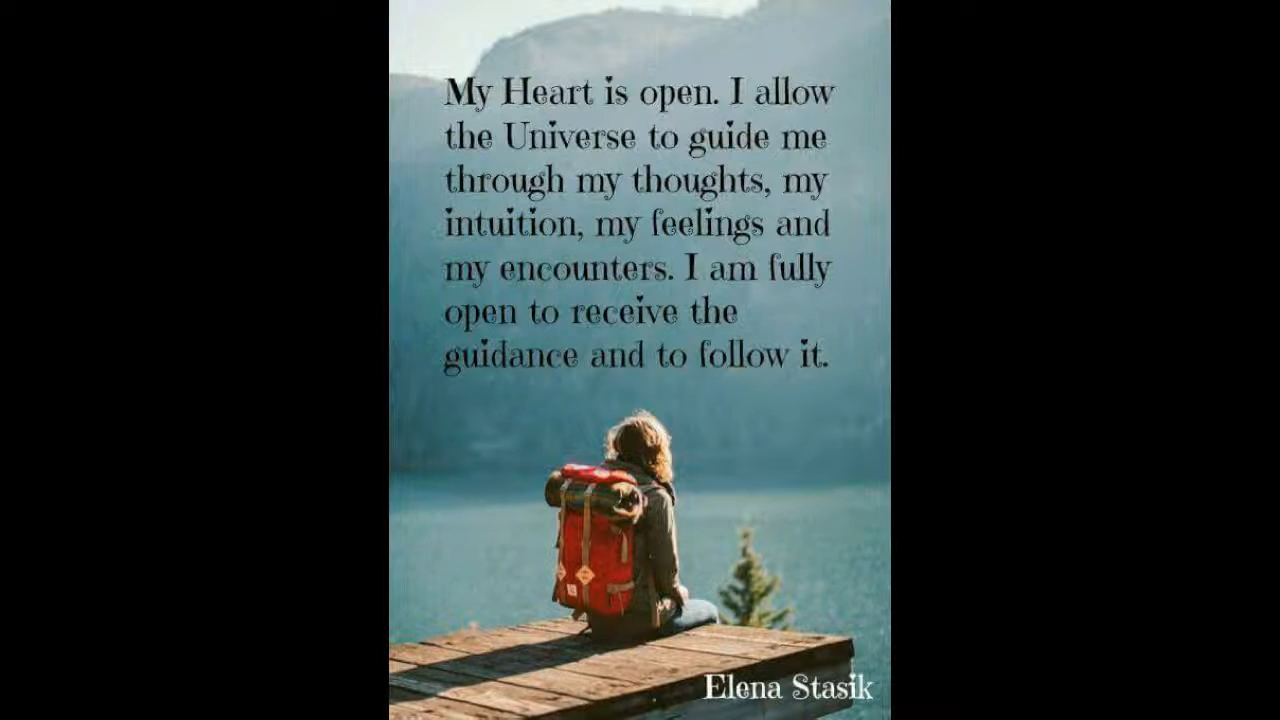 My Heart is open. I allow
the Universe to guide me
through my thoughts, my
intuition, my feelings and
my encounters. I am fully
open to receive the
guidance and to follow it.
Elena Stasik